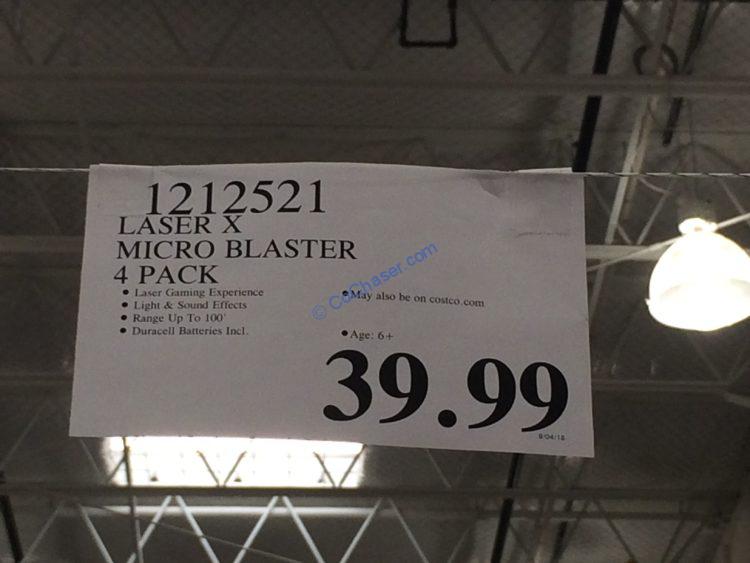 1212521
LASER X
MICRO BLASTER
4 PACK
• Laser Gaming Experience
• Light & Sound Effects
• Range Up To 100'
• Duracell Batteries Incl.
• May also be on costco.com
• Age: 6+
39.99
9/04/18
© CoChaser.com